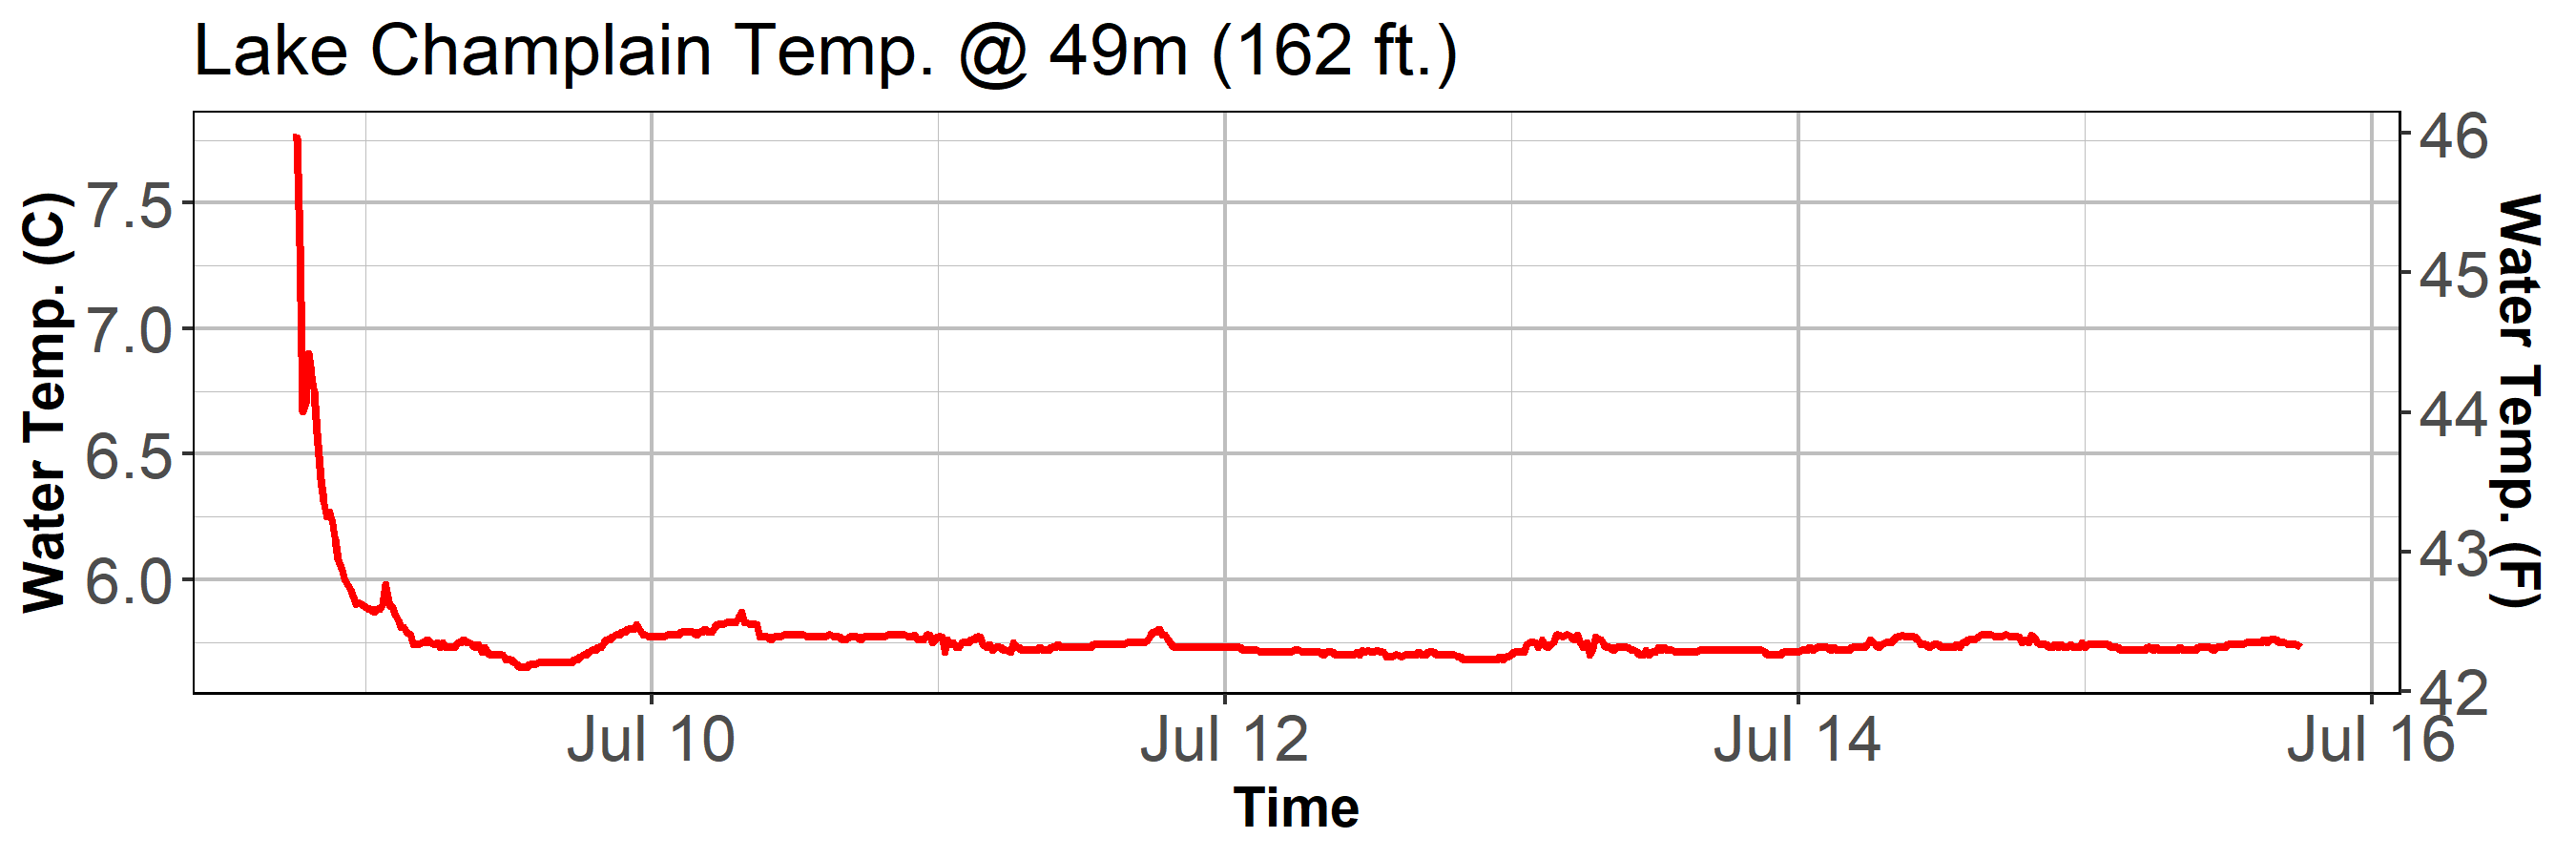 Lake Champlain Temp. @ 49m (162 ft.)
Water Temp. (C)
7.5
7.0
6.5
6.0
46
45
44
43
42
Water Temp. (F)
Jul 10 Jul 12 Jul 14 Jul 16
Time